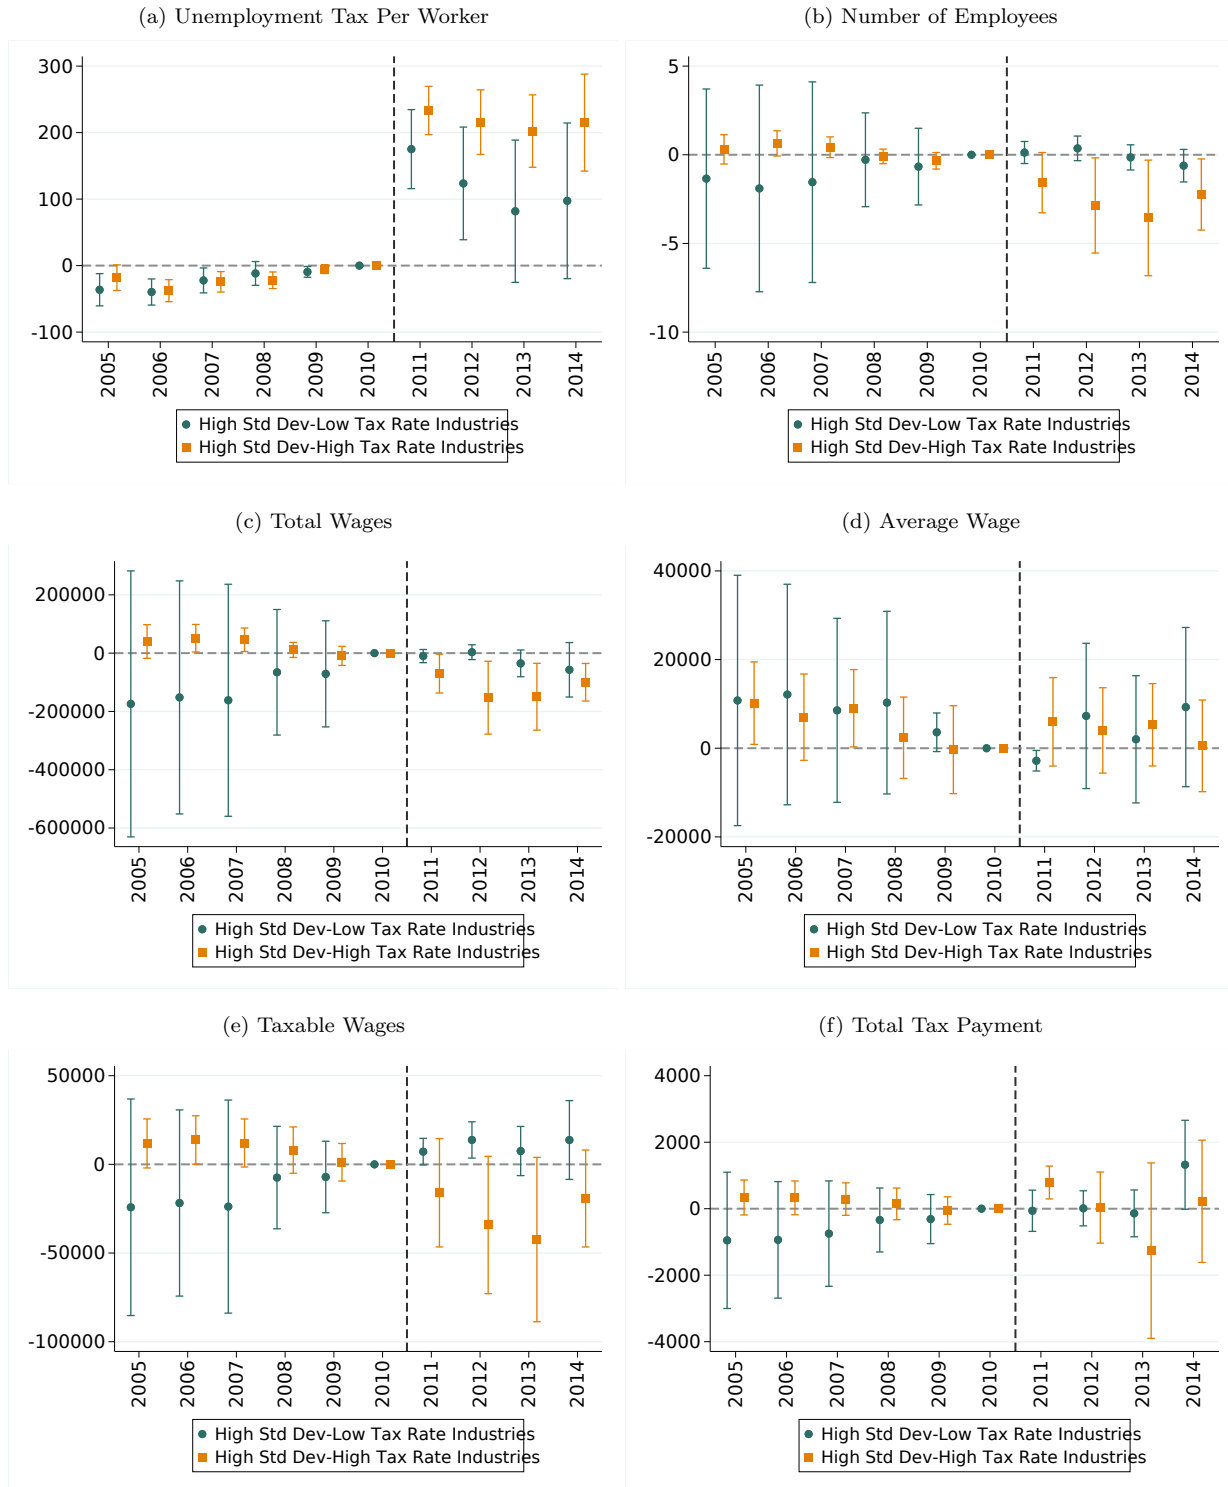 (a) Unemployment Tax Per Worker
300
200
100
0
-100
2005 2006 2007 2008 2009 2010 2011 2012 2013 2014
High Std Dev-Low Tax Rate Industries
High Std Dev-High Tax Rate Industries
(b) Number of Employees
5
0
-5
-10
2005 2006 2007 2008 2009 2010 2011 2012 2013 2014
High Std Dev-Low Tax Rate Industries
High Std Dev-High Tax Rate Industries
(c) Total Wages
200000
0
-200000
-400000
-600000
2005 2006 2007 2008 2009 2010 2011 2012 2013 2014
High Std Dev-Low Tax Rate Industries
High Std Dev-High Tax Rate Industries
(d) Average Wage
40000
20000
0
-20000
2005 2006 2007 2008 2009 2010 2011 2012 2013 2014
High Std Dev-Low Tax Rate Industries
High Std Dev-High Tax Rate Industries
(e) Taxable Wages
50000
0
-50000
-100000
2005 2006 2007 2008 2009 2010 2011 2012 2013 2014
High Std Dev-Low Tax Rate Industries
High Std Dev-High Tax Rate Industries
(f) Total Tax Payment
4000
2000
0
-2000
-4000
2005 2006 2007 2008 2009 2010 2011 2012 2013 2014
High Std Dev-Low Tax Rate Industries
High Std Dev-High Tax Rate Industries